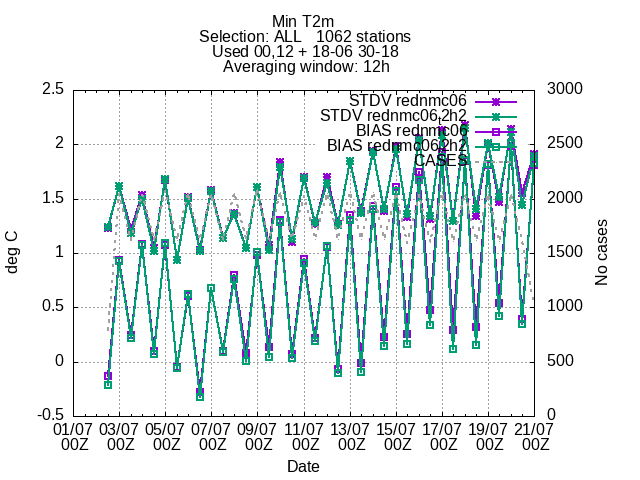 Min T2m
Selection: ALL   1062 stations
Used 00,12 + 18-06 30-18
Averaging window: 12h
2.5
2
1.5
1
0.5
0
-0.5
deg C
3000
2500
2000
1500
1000
500
0
No cases
STDV rednmc06
STDV rednmc06,2h2
BIAS rednmc06
BIAS rednmc06,2h2
CASES
01/07 03/07 05/07 07/07 09/07 11/07 13/07 15/07 17/07 19/07 21/07
00Z 00Z 00Z 00Z 00Z 00Z 00Z 00Z 00Z 00Z 00Z
Date